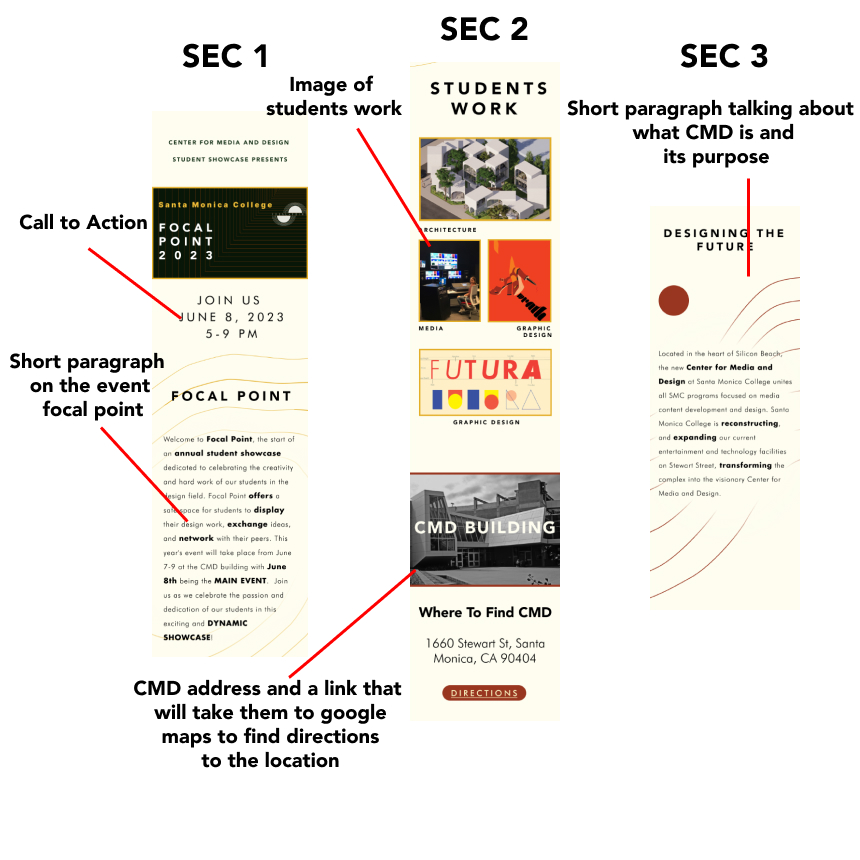 SEC 1
SEC 2
SEC 3
Image of
students work
Short paragraph talking about
what CMD is and
its purpose
Call to Action
Short paragraph
on the event
focal point
CMD address and a link that
will take them to google
maps to find directions
to the location
CENTER FOR MEDIA AND DESIGN
STUDENT SHOWCASE PRESENTS
Santa Monica College
FOCAL
POINT
2023
JOIN US
JUNE 8, 2023
5-9 PM
FOCAL POINT
Welcome to Focal Point, the start of
an annual student showcase
dedicated to celebrating the creativity
and hard work of our students in the
design field. Focal Point offers a
safe space for students to display
their design work, exchange ideas,
and network with their peers. This
year's event will take place from June
7-9 at the CMD building with June
8th being the MAIN EVENT. Join
us as we celebrate the passion and
dedication of our students in this
exciting and DYNAMIC
SHOWCASE!
STUDENTS
WORK
ARCHITECTURE
MEDIA
GRAPHIC
DESIGN
FUTURA
GRAPHIC DESIGN
CMD BUILDING
Where To Find CMD
1660 Stewart St, Santa
Monica, CA 90404
DIRECTIONS
DESIGNING THE
FUTURE
Located in the heart of Silicon Beach,
the new Center for Media and
Design at Santa Monica College unites
all SMC programs focused on media
content development and design. Santa
Monica College is reconstructing,
and expanding our current
entertainment and technology facilities
on Stewart Street, transforming the
complex into the visionary Center for
Media and Design.